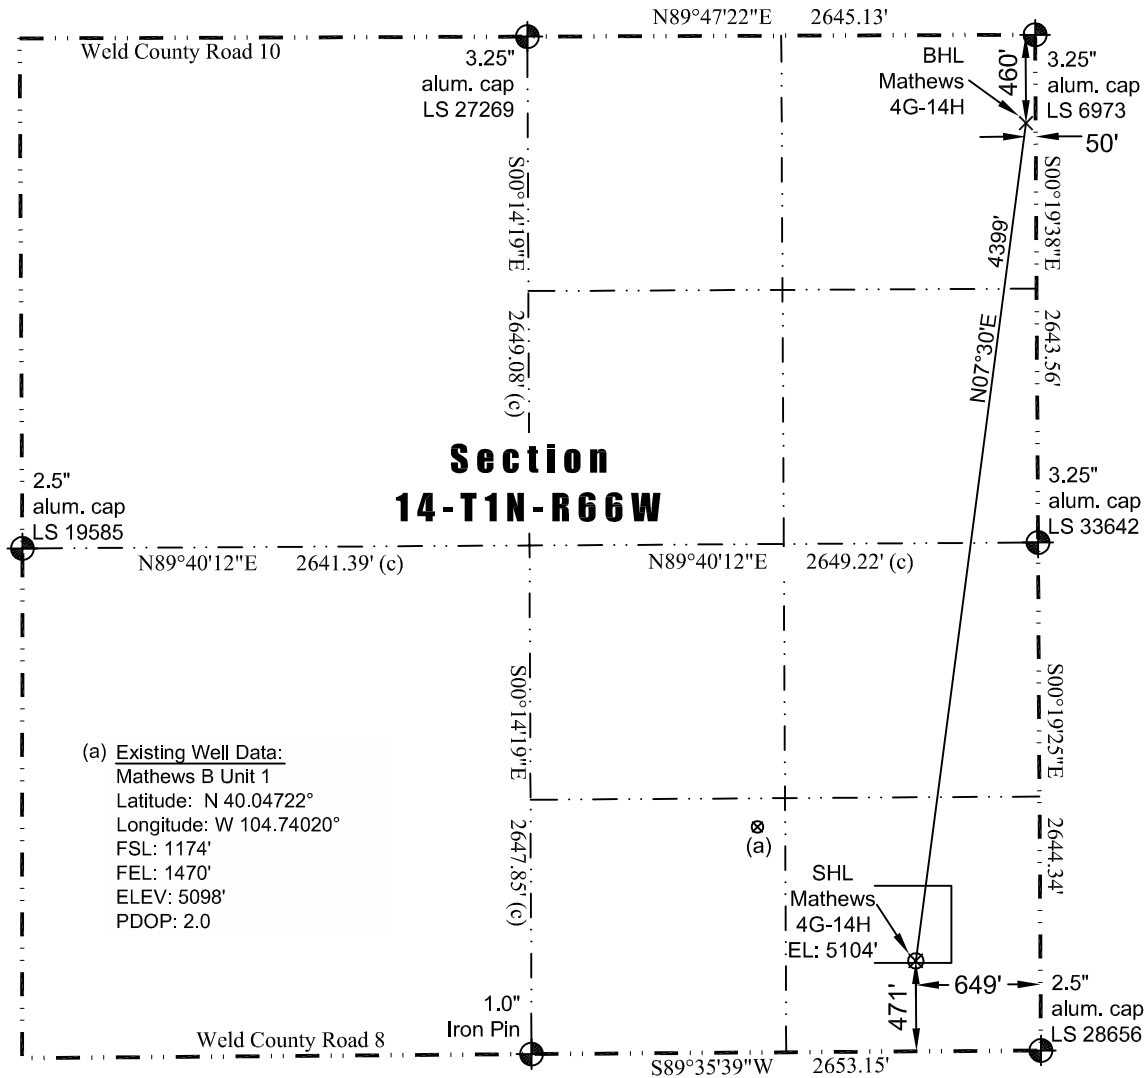 N89°47'22"E 2645.13'
Weld County Road 10
3.25"
alum. cap
LS 27269
BHL
Mathews
4G-14H
460'
3.25"
alum. cap
LS 6973
50'
S00°14'19"E
2649.08' (c)
S00°19'38"E
2643.56'
4399'
N07°30'E
Section
14-T1N-R66W
2.5"
alum. cap
LS 19585
3.25"
alum. cap
LS 33642
N89°40'12"E 2641.39' (c)
N89°40'12"E 2649.22' (c)
S00°14'19"E
2647.85' (c)
S00°19'25"E
2644.34'
(a) Existing Well Data:
Mathews B Unit 1
Latitude: N 40.04722°
Longitude: W 104.74020°
FSL: 1174'
FEL: 1470'
ELEV: 5098'
PDOP: 2.0
(a)
SHL
Mathews
4G-14H
EL: 5104'
649'
471'
2.5"
alum. cap
LS 28656
1.0"
Iron Pin
Weld County Road 8
S89°35'39"W 2653.15'